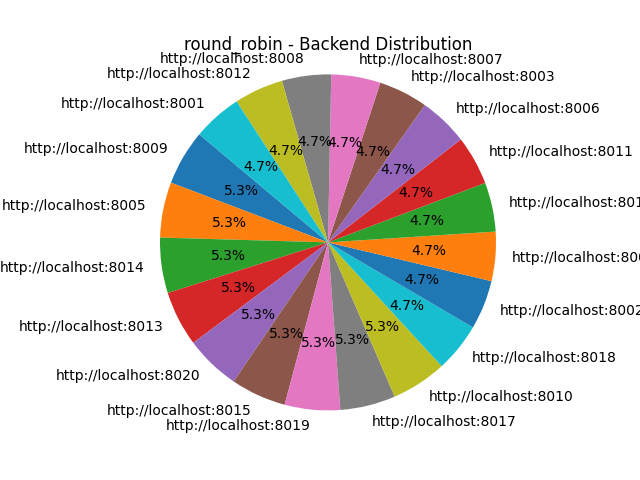 round_robin - Backend Distribution
http://localhost:8008
http://localhost:8007
http://localhost:8012
http://localhost:8003
http://localhost:8001
http://localhost:8006
4.7%
4.7%
4.7%
4.7%
http://localhost:8009
http://localhost:8011
4.7%
4.7%
5.3%
4.7%
http://localhost:8005
http://localhost:801
5.3%
4.7%
5.3%
4.7%
http://localhost:80
http://localhost:8014
5.3%
4.7%
http://localhost:8002
5.3%
4.7%
http://localhost:8013
5.3%
5.3%
5.3%
5.3%
http://localhost:8018
http://localhost:8020
http://localhost:8010
http://localhost:8015
http://localhost:8019
http://localhost:8017